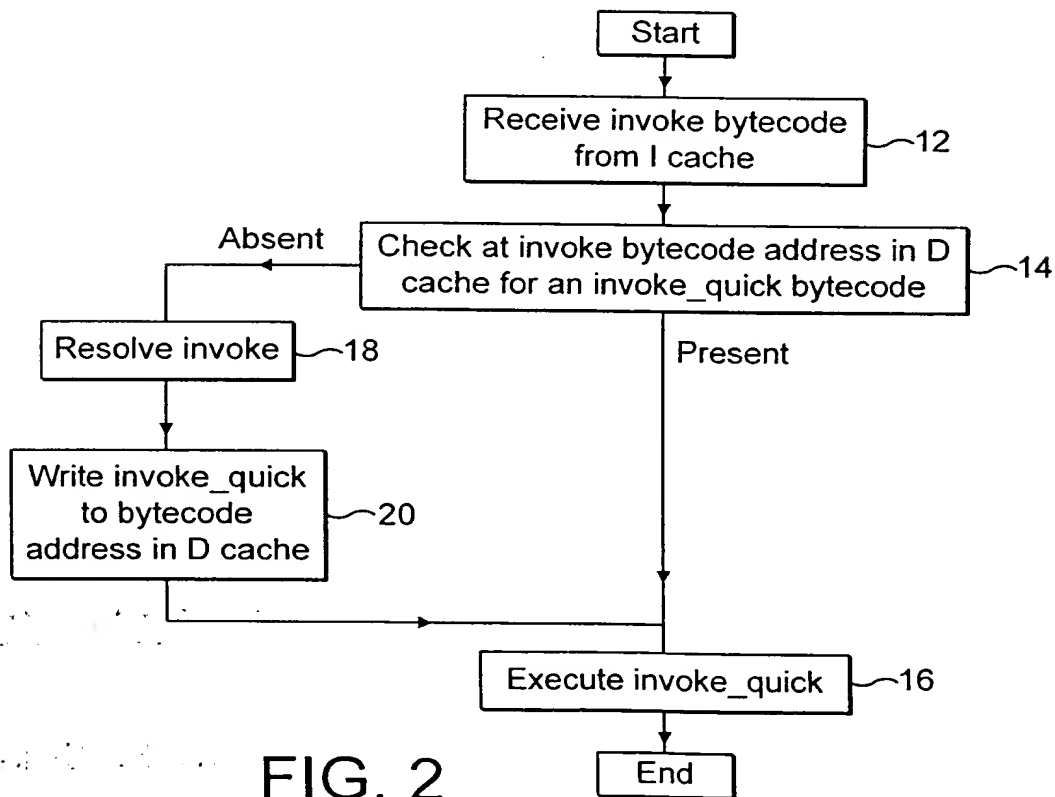 Start
Receive invoke bytecode
from I cache
12
Absent
Check at invoke bytecode address in D
cache for an invoke_quick bytecode
14
Resolve invoke
18
Present
Write invoke_quick
to bytecode
address in D cache
20
Execute invoke_quick
16
FIG. 2
End